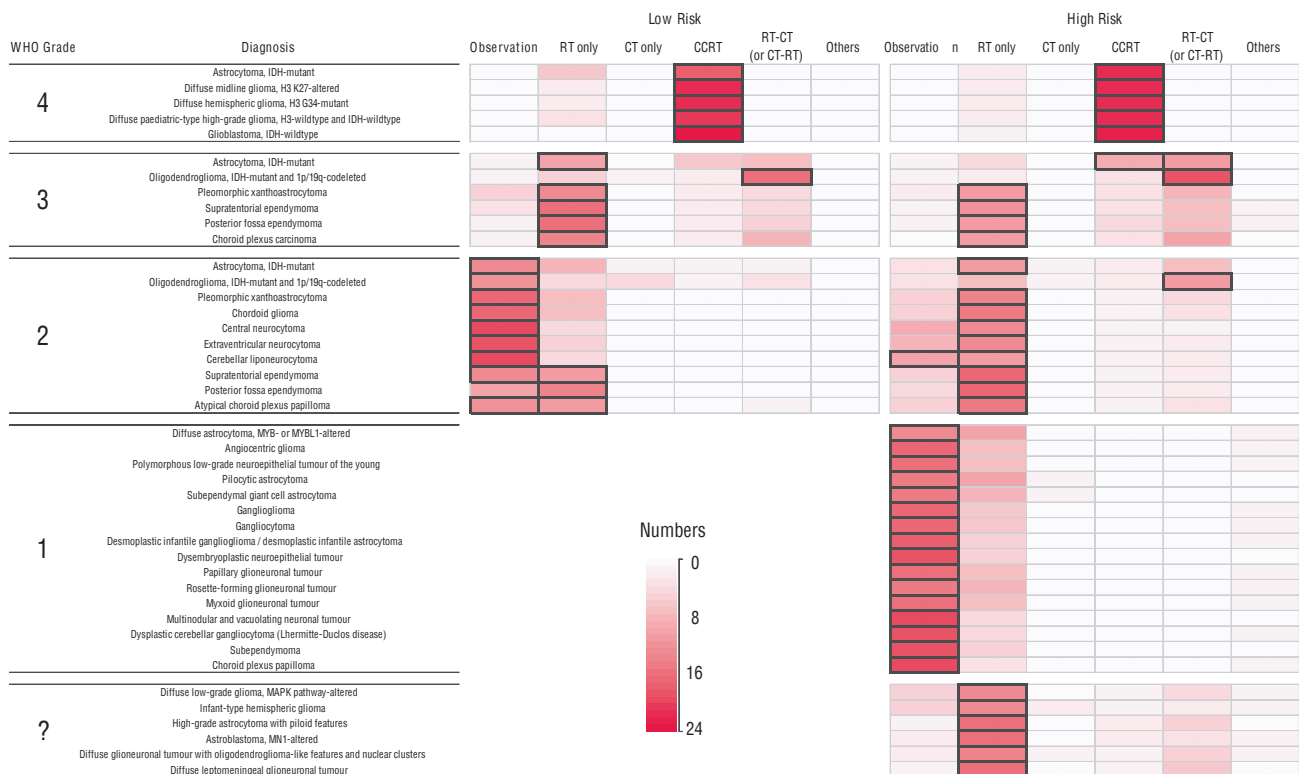 Low Risk
High Risk
WHO Grade Diagnosis Observation RT only CT only CCRT RT-CT (or CT-RT) Others Observatio n RT only CT only CCRT RT-CT (or CT-RT) Others
4
Astrocytoma, IDH-mutant
Diffuse midline glioma, H3 K27-altered
Diffuse hemispheric glioma, H3 G34-mutant
Diffuse paediatric-type high-grade glioma, H3-wildtype and IDH-wildtype
Glioblastoma, IDH-wildtype
3
Astrocytoma, IDH-mutant
Oligodendroglioma, IDH-mutant and 1p/19q-codeleted
Pleomorphic xanthoastrocytoma
Supratentorial ependymoma
Posterior fossa ependymoma
Choroid plexus carcinoma
2
Astrocytoma, IDH-mutant
Oligodendroglioma, IDH-mutant and 1p/19q-codeleted
Pleomorphic xanthoastrocytoma
Chordoid glioma
Central neurocytoma
Extraventricular neurocytoma
Cerebellar liponeurocytoma
Supratentorial ependymoma
Posterior fossa ependymoma
Atypical choroid plexus papilloma
1
Diffuse astrocytoma, MYB- or MYBL1-altered
Angiocentric glioma
Polymorphous low-grade neuroepithelial tumour of the young
Pilocytic astrocytoma
Subependymal giant cell astrocytoma
Ganglioglioma
Gangliocytoma
Desmoplastic infantile ganglioglioma / desmoplastic infantile astrocytoma
Dysembryoplastic neuroepithelial tumour
Papillary glioneuronal tumour
Rosette-forming glioneuronal tumour
Myxoid glioneuronal tumour
Multinodular and vacuolating neuronal tumour
Dysplastic cerebellar gangliocytoma (Lhermitte-Duclos disease)
Subependymoma
Choroid plexus papilloma
?
Diffuse low-grade glioma, MAPK pathway-altered
Infant-type hemispheric glioma
High-grade astrocytoma with piloid features
Astroblastoma, MN1-altered
Diffuse glioneuronal tumour with oligodendroglioma-like features and nuclear clusters
Diffuse leptomeningeal glioneuronal tumour
Numbers
0
8
16
24